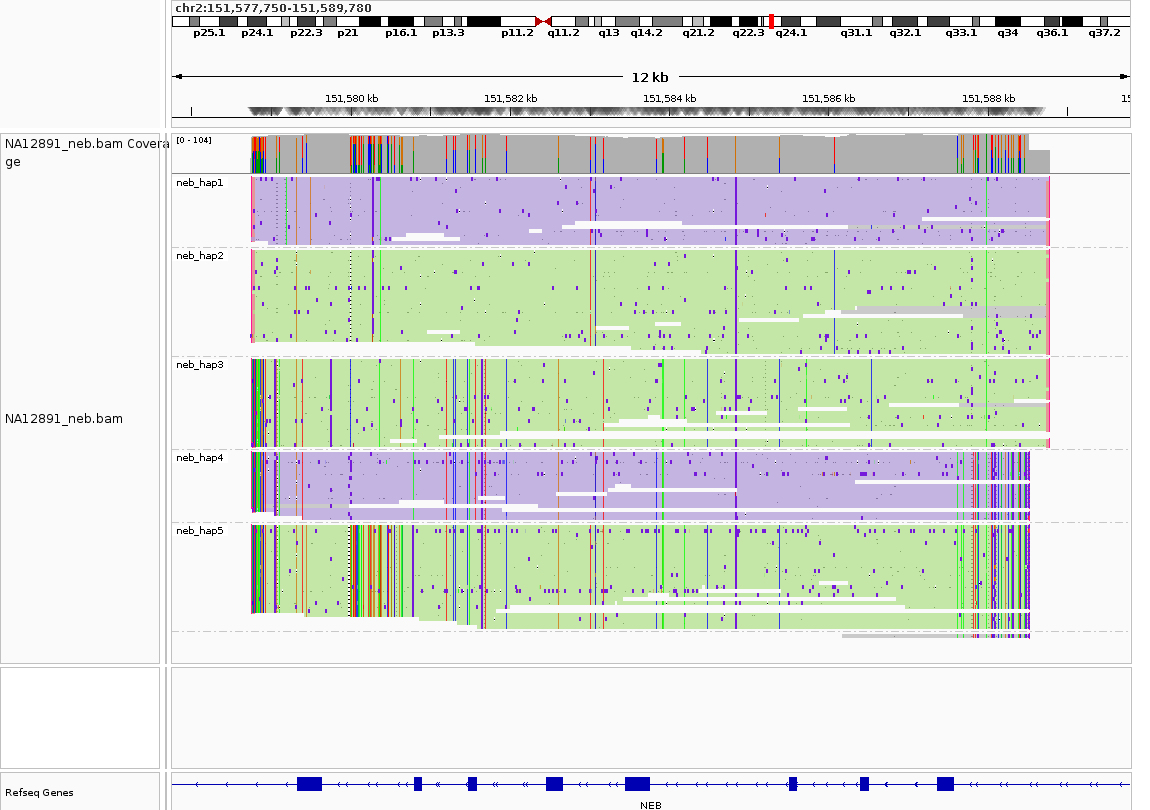 chr2:151,577,750-151,589,780
p25.1 p24.1 p22.3 p21 p16.1 p13.3 p11.2 q11.2 q13 q14.2 q21.2 q22.3 q24.1 q31.1 q32.1 q33.1 q34 q36.1 q37.2
12 kb
151,580 kb 151,582 kb 151,584 kb 151,586 kb 151,588 kb 15
NA12891_neb.bam Covera
ge
[0 - 104]
neb_hap1
neb_hap2
neb_hap3
NA12891_neb.bam
neb_hap4
neb_hap5
Refseq Genes
NEB